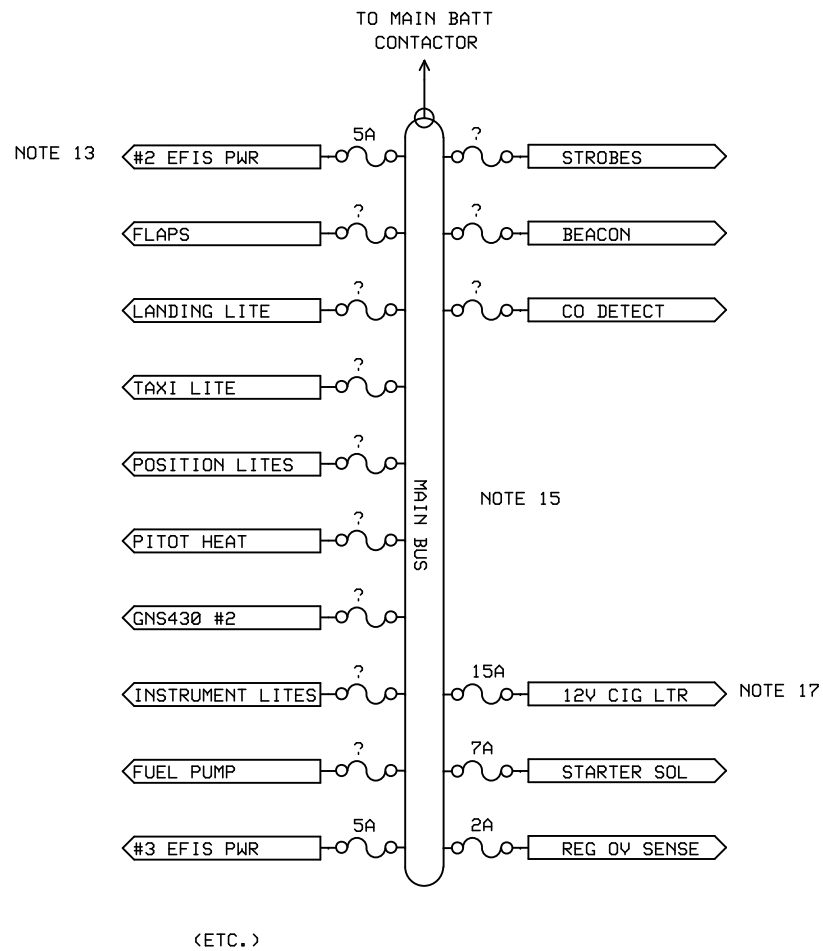 TO MAIN BATT
CONTACTOR
NOTE 13
#2 EFIS PWR
5A
?
STROBES
FLAPS
?
?
BEACON
LANDING LITE
?
?
CO DETECT
TAXI LITE
?
POSITION LITES
?
MAIN BUS
NOTE 15
PITOT HEAT
?
GNS430 #2
?
INSTRUMENT LITES
?
15A
12V CIG LTR
NOTE 17
FUEL PUMP
?
7A
STARTER SOL
#3 EFIS PWR
5A
2A
REG OV SENSE
(ETC.)